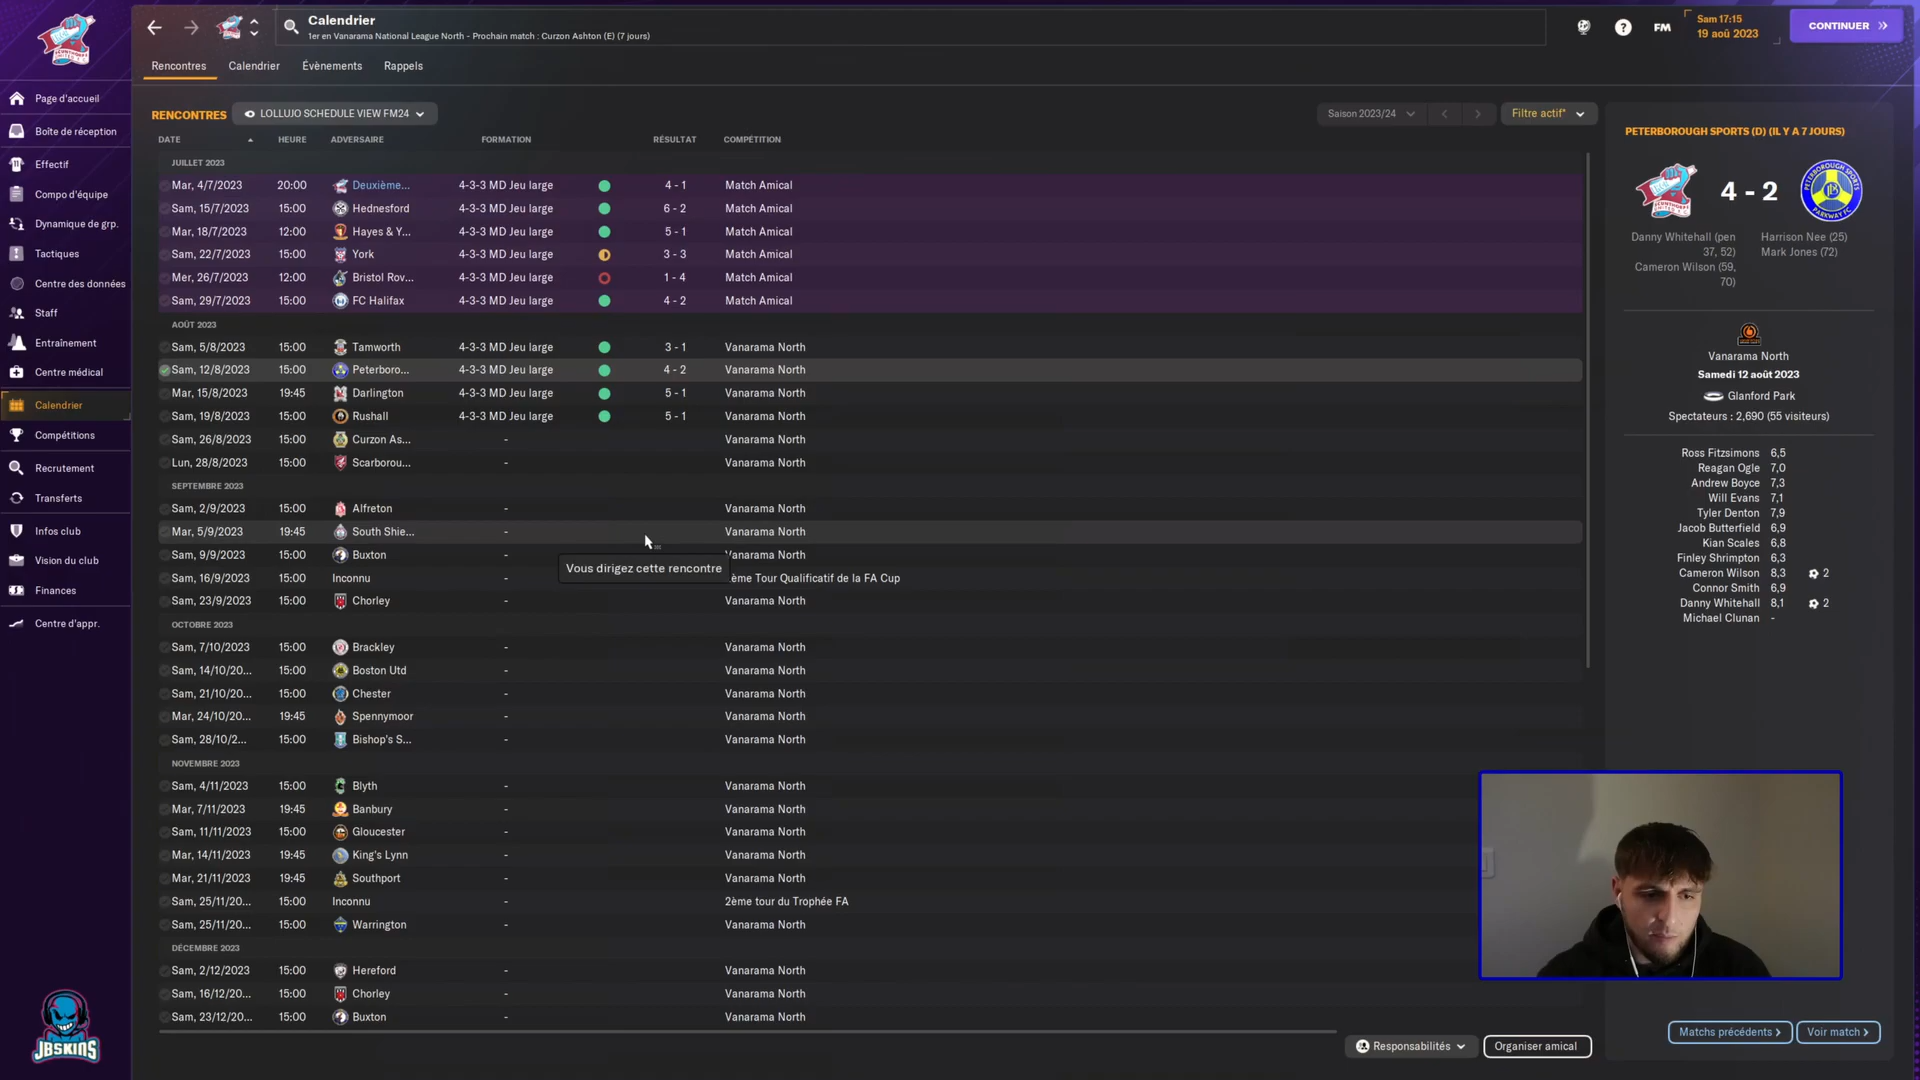 Calendrier
1er en Vanarama National League North - Prochain match : Curzon Ashton (E) (7 jours)
FM
Sam 17:15
19 aoû 2023
CONTINUER
Rencontres Calendrier Évènements Rappels
Page d'accueil
Boîte de réception
Effectif
Compo d'équipe
Dynamique de grp.
Tactiques
Centre des données
Staff
Entraînement
Centre médical
Calendrier
Compétitions
Recrutement
Transferts
Infos club
Vision du club
Finances
Centre d'appr.
JBSKINS
RENCONTRES LOLLUJO SCHEDULE VIEW FM24 Saison 2023/24 Filtre actif*
DATE HEURE ADVERSAIRE FORMATION RÉSULTAT COMPÉTITION
JUILLET 2023
Mar, 4/7/2023 20:00 Deuxième... 4-3-3 MD Jeu large 4 - 1 Match Amical
Sam, 15/7/2023 15:00 Hednesford 4-3-3 MD Jeu large 6 - 2 Match Amical
Mar, 18/7/2023 12:00 Hayes & Y... 4-3-3 MD Jeu large 5 - 1 Match Amical
Sam, 22/7/2023 15:00 York 4-3-3 MD Jeu large 3 - 3 Match Amical
Mer, 26/7/2023 12:00 Bristol Rov... 4-3-3 MD Jeu large 1 - 4 Match Amical
Sam, 29/7/2023 15:00 FC Halifax 4-3-3 MD Jeu large 4 - 2 Match Amical
AOÛT 2023
Sam, 5/8/2023 15:00 Tamworth 4-3-3 MD Jeu large 3 - 1 Vanarama North
Sam, 12/8/2023 15:00 Peterboro... 4-3-3 MD Jeu large 4 - 2 Vanarama North
Mar, 15/8/2023 19:45 Darlington 4-3-3 MD Jeu large 5 - 1 Vanarama North
Sam, 19/8/2023 15:00 Rushall 4-3-3 MD Jeu large 5 - 1 Vanarama North
Sam, 26/8/2023 15:00 Curzon As... - Vanarama North
Lun, 28/8/2023 15:00 Scarborou... - Vanarama North
SEPTEMBRE 2023
Sam, 2/9/2023 15:00 Alfreton - Vanarama North
Mar, 5/9/2023 19:45 South Shie... - Vanarama North
Sam, 9/9/2023 15:00 Buxton - Vanarama North
Vous dirigez cette rencontre
Sam, 16/9/2023 15:00 Inconnu ème Tour Qualificatif de la FA Cup
Sam, 23/9/2023 15:00 Chorley - Vanarama North
OCTOBRE 2023
Sam, 7/10/2023 15:00 Brackley - Vanarama North
Sam, 14/10/20... 15:00 Boston Utd - Vanarama North
Sam, 21/10/20... 15:00 Chester - Vanarama North
Mar, 24/10/20... 19:45 Spennymoor - Vanarama North
Sam, 28/10/2... 15:00 Bishop's S... - Vanarama North
NOVEMBRE 2023
Sam, 4/11/2023 15:00 Blyth - Vanarama North
Mar, 7/11/2023 19:45 Banbury - Vanarama North
Sam, 11/11/2023 15:00 Gloucester - Vanarama North
Mar, 14/11/2023 19:45 King's Lynn - Vanarama North
Mar, 21/11/2023 19:45 Southport - Vanarama North
Sam, 25/11/20... 15:00 Inconnu - 2ème tour du Trophée FA
Sam, 25/11/20... 15:00 Warrington - Vanarama North
DÉCEMBRE 2023
Sam, 2/12/2023 15:00 Hereford - Vanarama North
Sam, 16/12/20... 15:00 Chorley - Vanarama North
Sam, 23/12/20... 15:00 Buxton - Vanarama North
Responsabilités Organiser amical
PETERBOROUGH SPORTS (D) (IL Y A 7 JOURS)
4 - 2
Danny Whitehall (pen 37, 52)
Cameron Wilson (59, 70)
Harrison Nee (25)
Mark Jones (72)
Vanarama North
Samedi 12 août 2023
Glanford Park
Spectateurs : 2,690 (55 visiteurs)
Ross Fitzsimons 6,5
Reagan Ogle 7,0
Andrew Boyce 7,3
Will Evans 7,1
Tyler Denton 7,9
Jacob Butterfield 6,9
Kian Scales 6,8
Finley Shrimpton 6,3
Cameron Wilson 8,3 2
Connor Smith 6,9
Danny Whitehall 8,1 2
Michael Clunan -
Matchs précédents Voir match